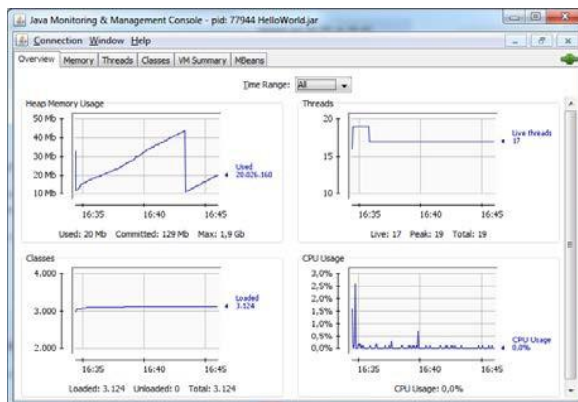 Java Monitoring & Management Console - pid: 77944 HelloWorld.jar
Connection Window Help
Overview Memory Threads Classes VM Summary MBeans
Time Range: All
Heap Memory Usage
50 Mb
40 Mb
30 Mb
20 Mb
10 Mb
Used
20.026.160
16:35 16:40 16:45
Used: 20 Mb Committed: 129 Mb Max: 1,9 Gb
Threads
20
15
10
Live threads
17
16:35 16:40 16:45
Live: 17 Peak: 19 Total: 19
Classes
4.000
3.000
2.000
Loaded
3.124
16:35 16:40 16:45
Loaded: 3.124 Unloaded: 0 Total: 3.124
CPU Usage
3,0%
2,5%
2,0%
1,5%
1,0%
0,5%
0,0%
CPU Usage
0,0%
16:35 16:40 16:45
CPU Usage: 0,0%